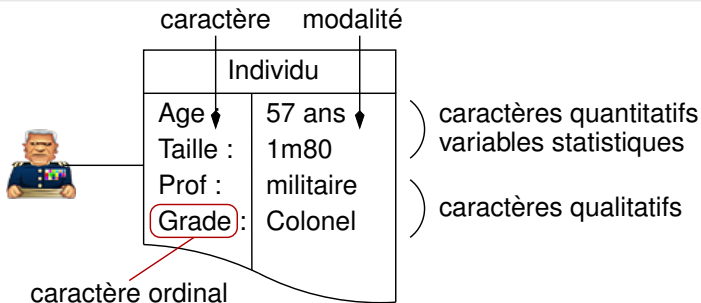 caractère modalité
Individu
Age : 57 ans
Taille : 1m80
Prof : militaire
Grade : Colonel
caractères quantitatifs
variables statistiques
caractères qualitatifs
caractère ordinal